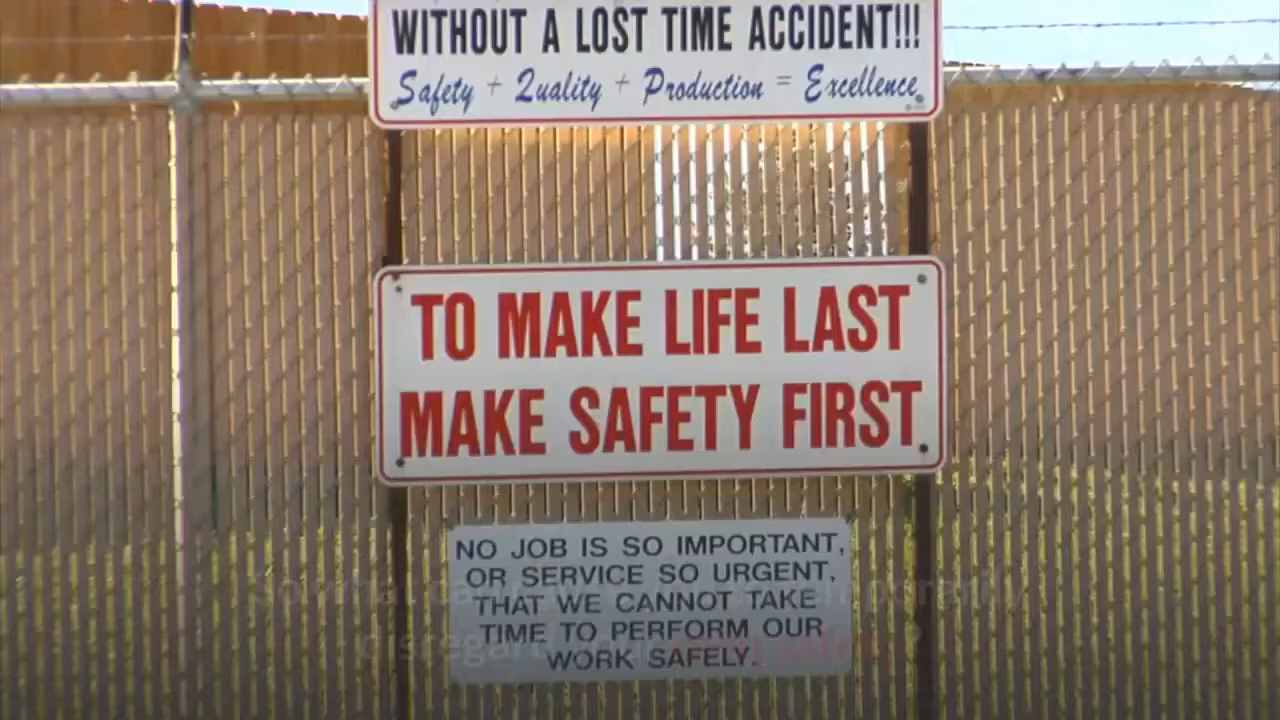 WITHOUT A LOST TIME ACCIDENT!!!
Safety + Quality + Production = Excellence
TO MAKE LIFE LAST
MAKE SAFETY FIRST
NO JOB IS SO IMPORTANT,
OR SERVICE SO URGENT,
THAT WE CANNOT TAKE
TIME TO PERFORM OUR
WORK SAFELY.